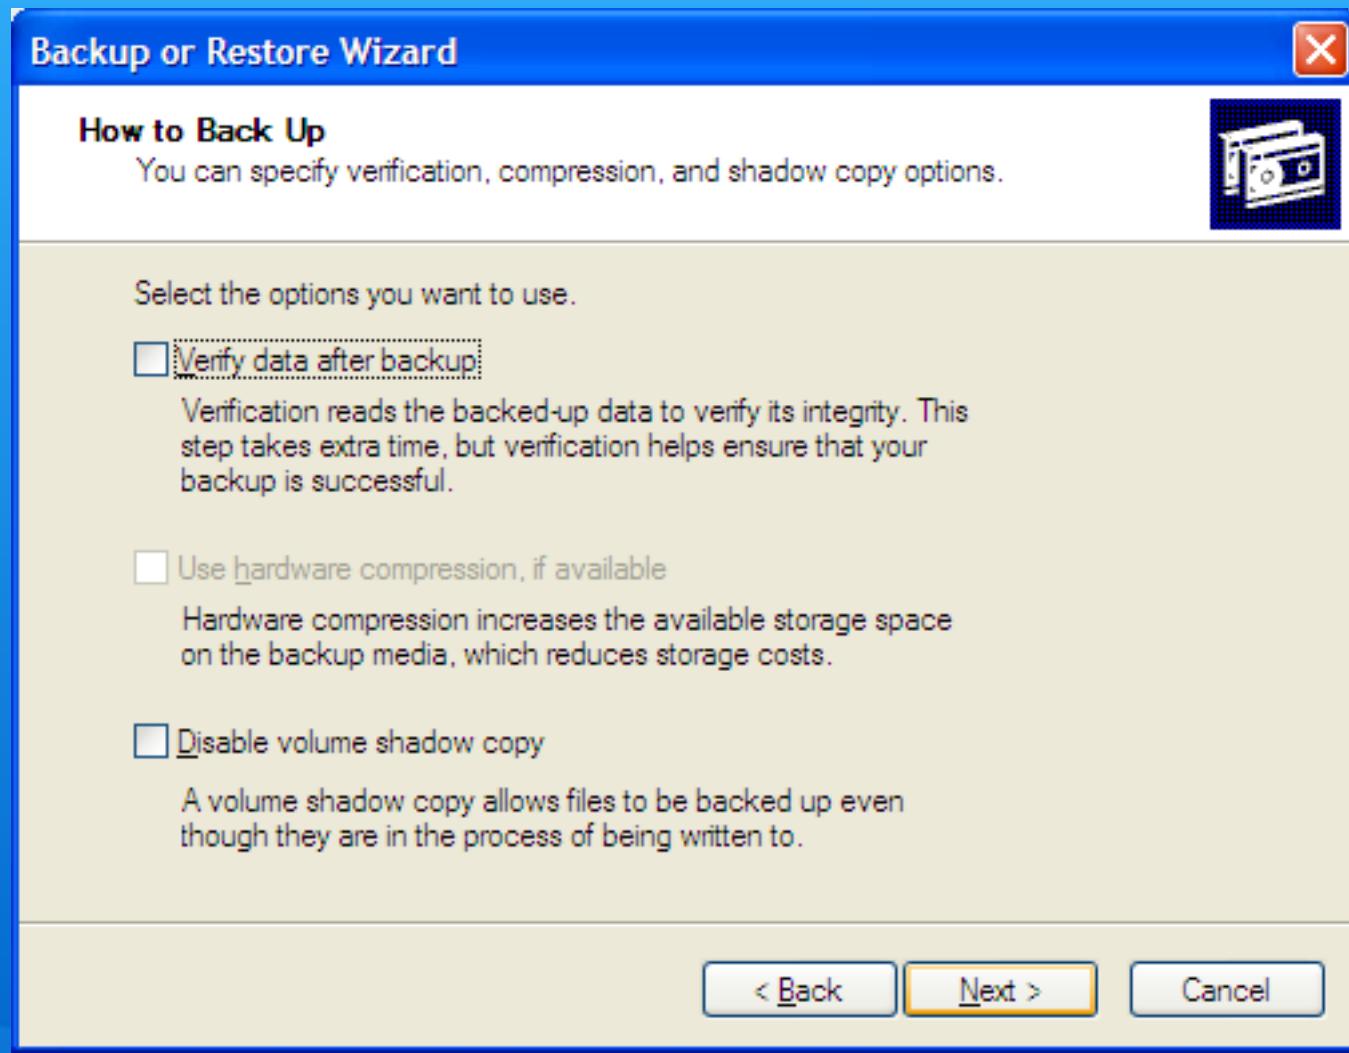 Backup or Restore Wizard
How to Back Up
You can specify verification, compression, and shadow copy options.
Select the options you want to use.
Verify data after backup
Verification reads the backed-up data to verify its integrity. This
step takes extra time, but verification helps ensure that your
backup is successful.
Use hardware compression, if available
Hardware compression increases the available storage space
on the backup media, which reduces storage costs.
Disable volume shadow copy
A volume shadow copy allows files to be backed up even
though they are in the process of being written to.
< Back Next > Cancel